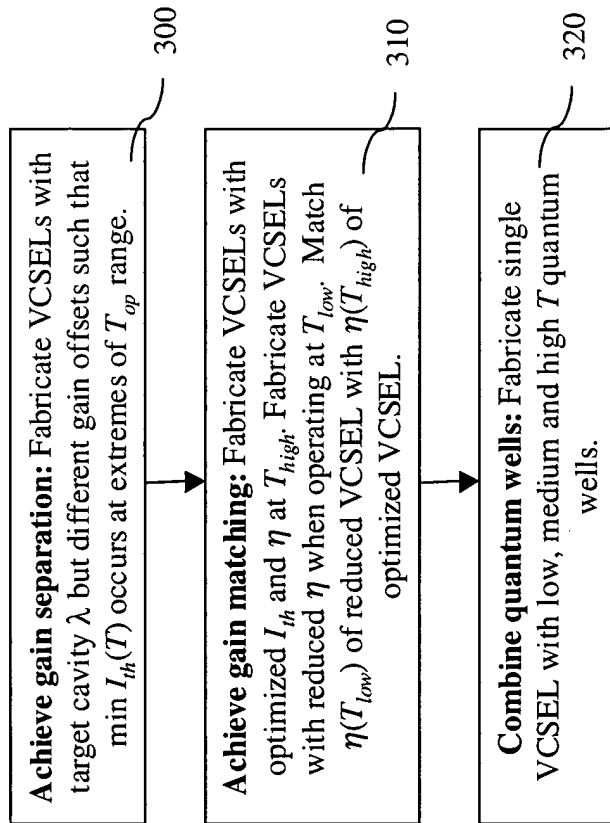 Achieve gain separation: Fabricate VCSELs with
target cavity λ but different gain offsets such that
min I_th(T) occurs at extremes of T_op range.
300
Achieve gain matching: Fabricate VCSELs with
optimized I_th and η at T_high. Fabricate VCSELs
with reduced η when operating at T_low. Match
η(T_low) of reduced VCSEL with η(T_high) of
optimized VCSEL.
310
Combine quantum wells: Fabricate single
VCSEL with low, medium and high T quantum
wells.
320